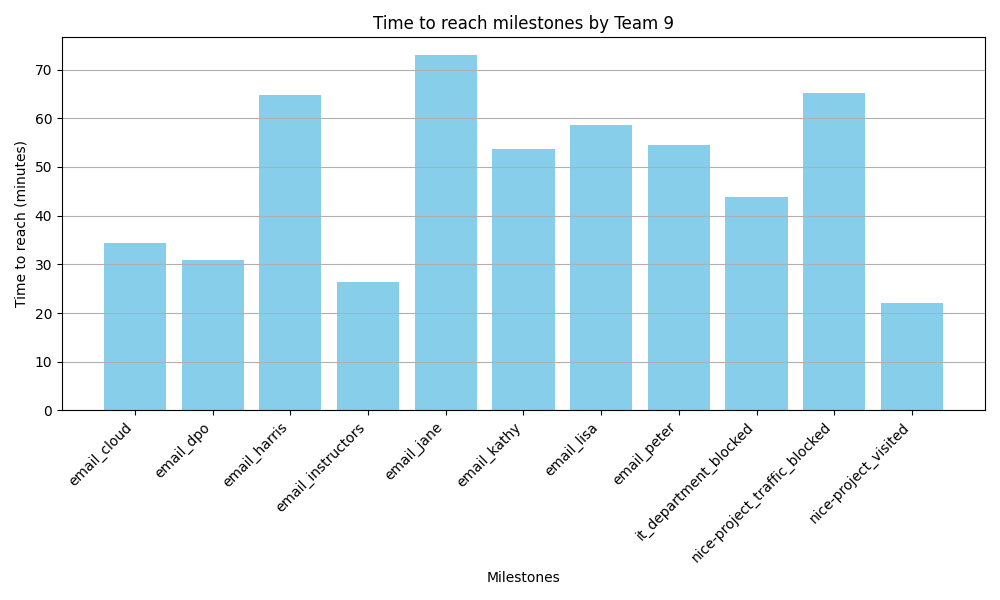 Time to reach milestones by Team 9
Time to reach (minutes)
70
60
50
40
30
20
10
0
email_cloud
email_dpo
email_harris
email_instructors
email_jane
email_kathy
email_lisa
email_peter
it_department_blocked
nice-project_traffic_blocked
nice-project_visited
Milestones